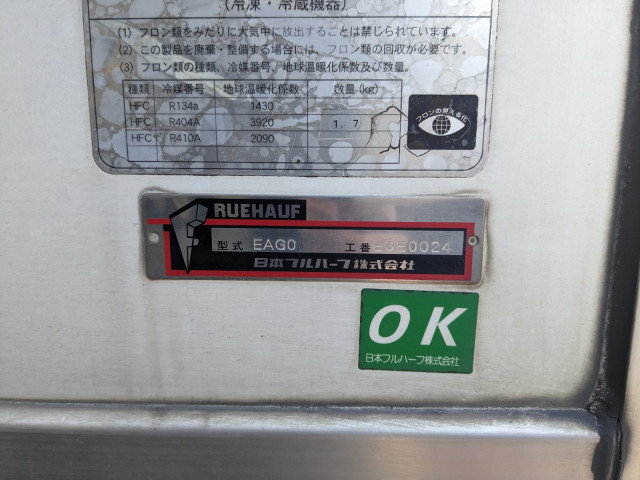 (冷凍・冷蔵機器)
(1) フロン類をみだりに大気中に放出することは禁じられています。
(2) この製品を廃棄・整備する場合には、フロン類の回収が必要です。
(3) フロン類の種類、冷媒番号、地球温暖化係数及び数量。
種類 冷媒番号 地球温暖化係数 数量(kg)
HFC R134a 1430
HFC R404A 3920 1.7
HFC R410A 2090
フロンの見える化
RUEHAUF
型式 EAG0 工番 E3E0024
日本フルハーフ株式会社
OK
日本フルハーフ株式会社